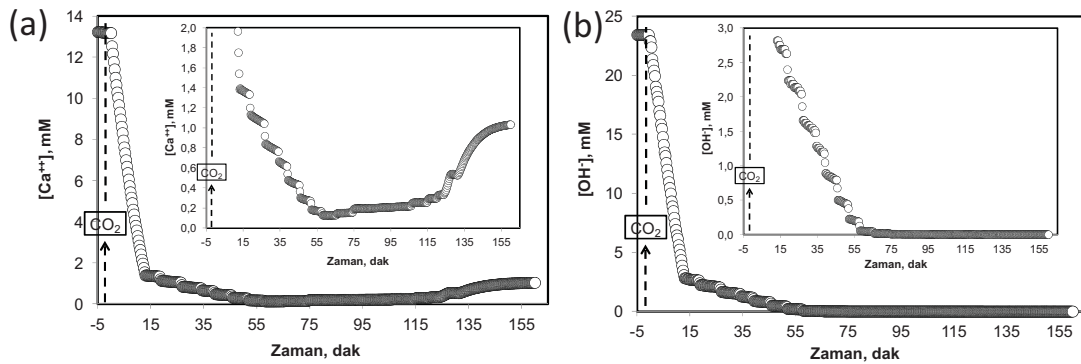 (a)
[Ca⁺⁺], mM
14
12
10
8
6
4
2
0
-5 15 35 55 75 95 115 135 155
Zaman, dak
CO₂
[Ca⁺⁺], mM
2,0
1,8
1,6
1,4
1,2
1,0
0,8
0,6
0,4
0,2
0,0
-5 15 35 55 75 95 115 135 155
Zaman, dak
CO₂
(b)
[OH⁻], mM
25
20
15
10
5
0
-5 15 35 55 75 95 115 135 155
Zaman, dak
CO₂
[OH⁻], mM
3,0
2,5
2,0
1,5
1,0
0,5
0,0
-5 15 35 55 75 95 115 135 155
Zaman, dak
CO₂